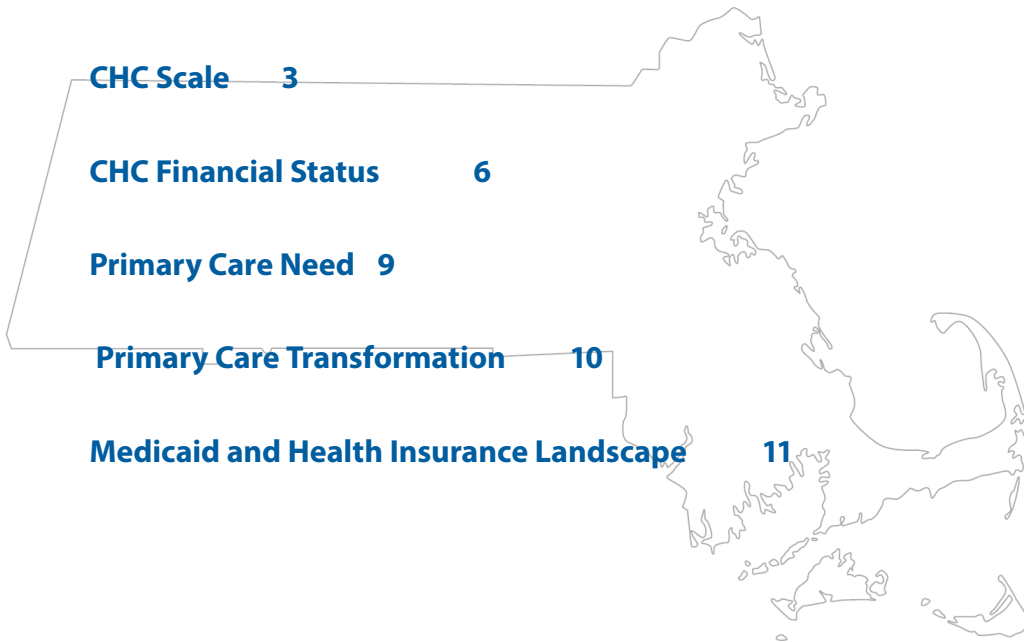 CHC Scale 3
CHC Financial Status 6
Primary Care Need 9
Primary Care Transformation 10
Medicaid and Health Insurance Landscape 11